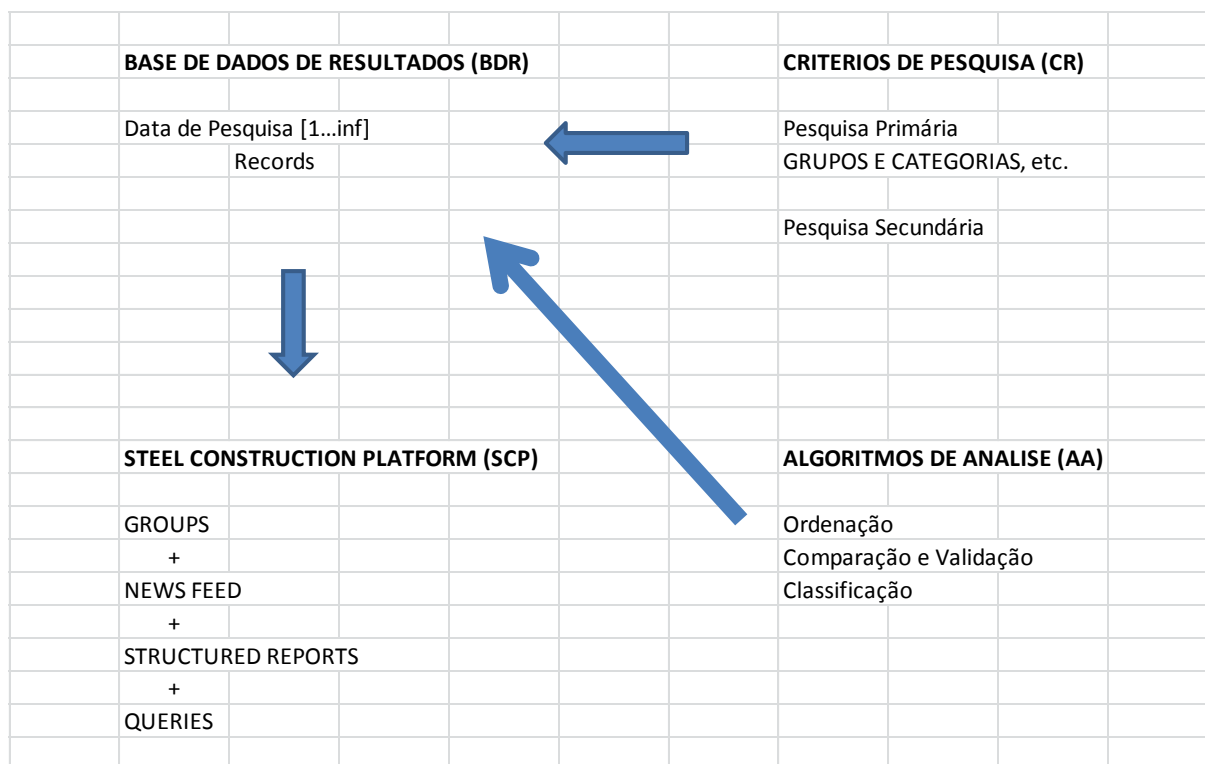 BASE DE DADOS DE RESULTADOS (BDR)
Data de Pesquisa [1...inf]
Records
CRITERIOS DE PESQUISA (CR)
Pesquisa Primária
GRUPOS E CATEGORIAS, etc.
Pesquisa Secundária
STEEL CONSTRUCTION PLATFORM (SCP)
GROUPS
+
NEWS FEED
+
STRUCTURED REPORTS
+
QUERIES
ALGORITMOS DE ANALISE (AA)
Ordenação
Comparação e Validação
Classificação